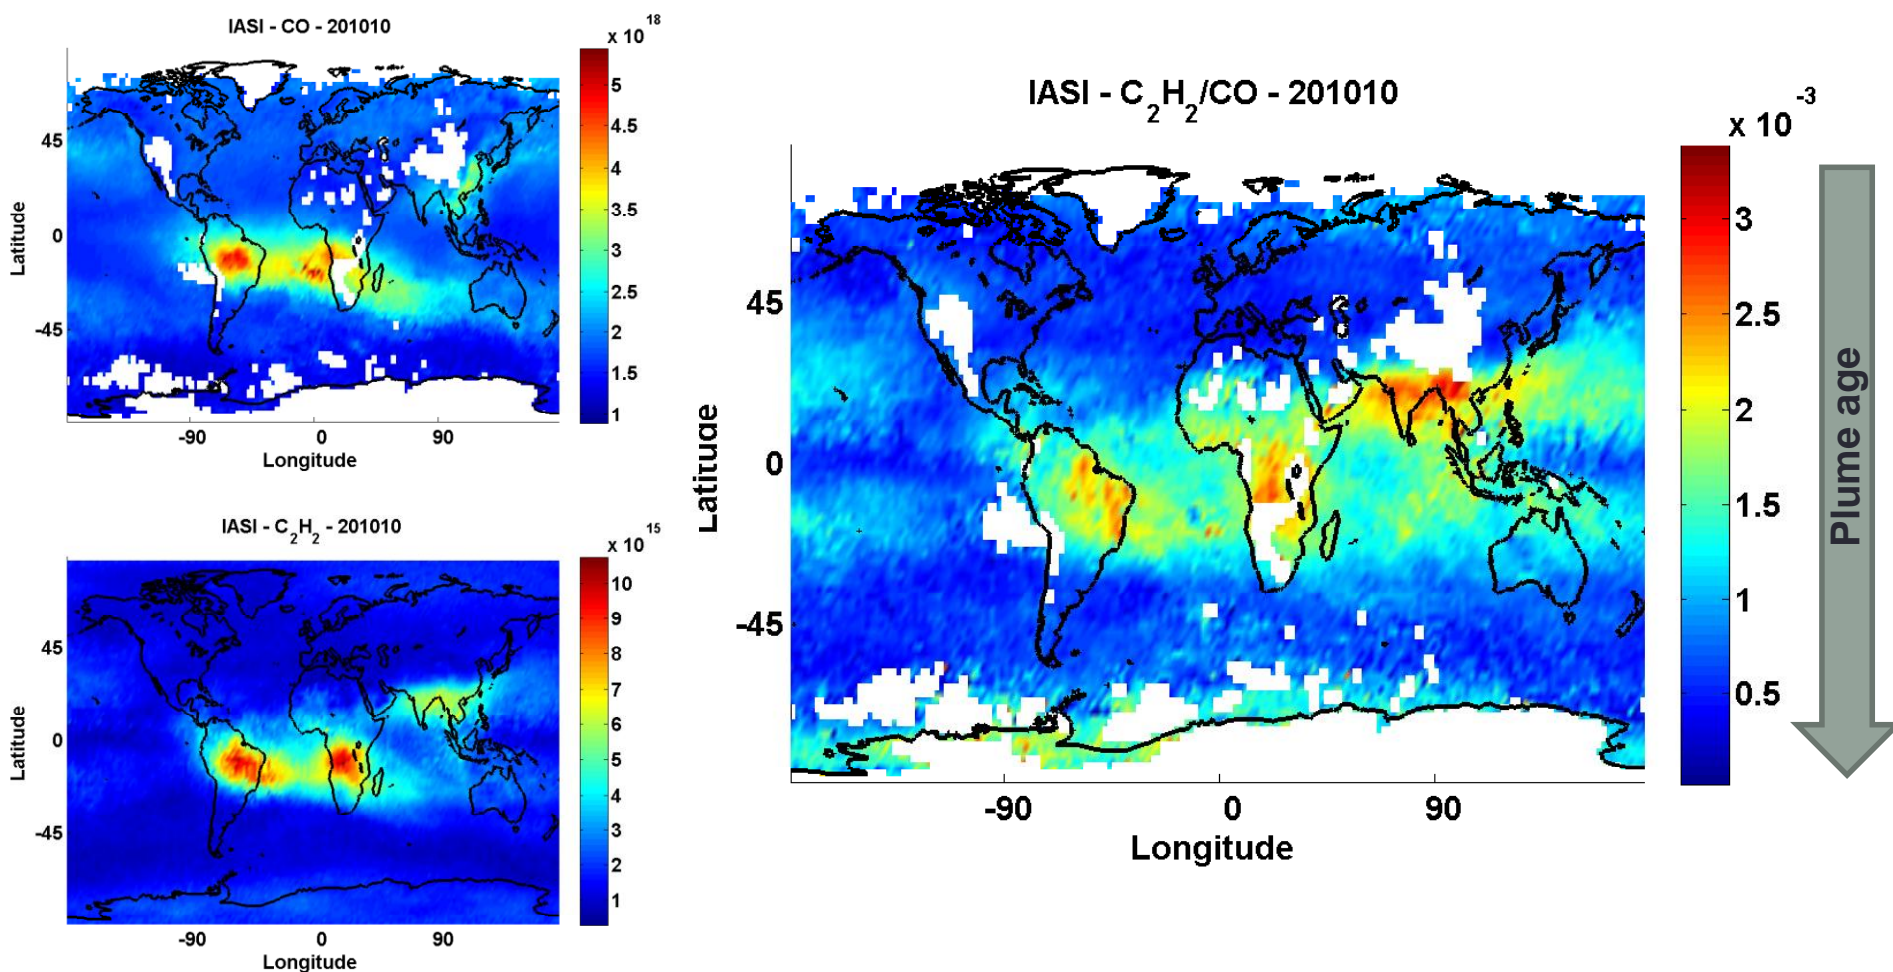 IASI - CO - 201010
x 10 18
5
4.5
4
3.5
3
2.5
2
1.5
1
45
0
-45
Latitude
-90 0 90
Longitude
IASI - C2H2 - 201010
x 10 15
10
9
8
7
6
5
4
3
2
1
45
0
-45
Latitude
-90 0 90
Longitude
IASI - C2H2/CO - 201010
x 10 -3
3
2.5
2
1.5
1
0.5
45
0
-45
Latitude
-90 0 90
Longitude
Plume age